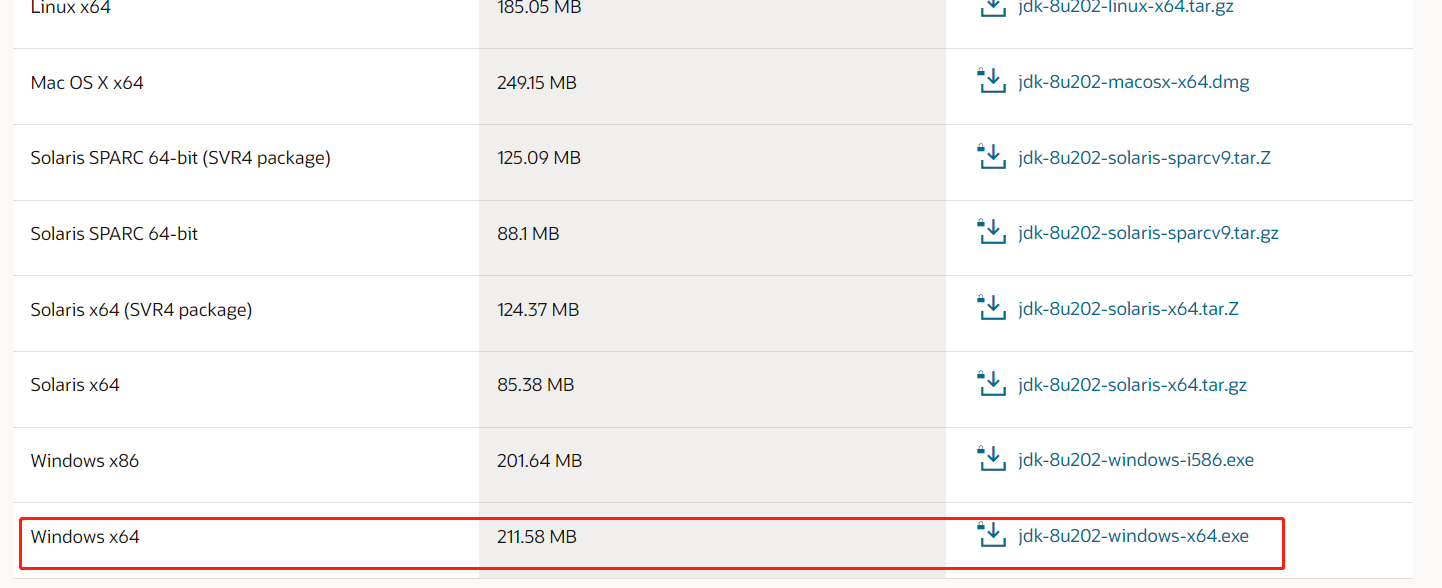 Linux x64 185.05 MB jdk-8u202-linux-x64.tar.gz
Mac OS X x64 249.15 MB jdk-8u202-macosx-x64.dmg
Solaris SPARC 64-bit (SVR4 package) 125.09 MB jdk-8u202-solaris-sparcv9.tar.Z
Solaris SPARC 64-bit 88.1 MB jdk-8u202-solaris-sparcv9.tar.gz
Solaris x64 (SVR4 package) 124.37 MB jdk-8u202-solaris-x64.tar.Z
Solaris x64 85.38 MB jdk-8u202-solaris-x64.tar.gz
Windows x86 201.64 MB jdk-8u202-windows-i586.exe
Windows x64 211.58 MB jdk-8u202-windows-x64.exe